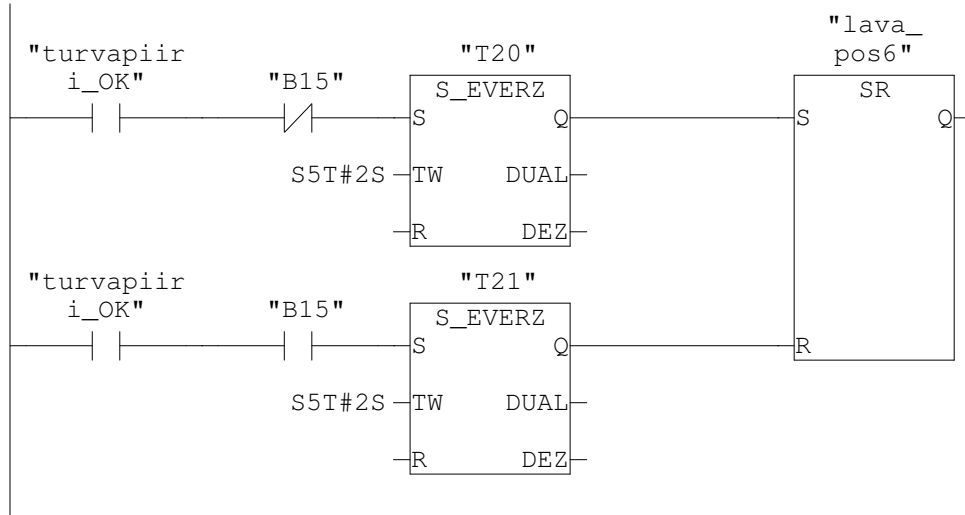 "lava_
pos6"
"turvapiir
i_OK"
"B15"
"T20"
S_EVERZ
SR
S
Q
S
Q
S5T#2S
TW
DUAL
R
DEZ
"turvapiir
i_OK"
"B15"
"T21"
S_EVERZ
S
Q
R
S5T#2S
TW
DUAL
R
DEZ